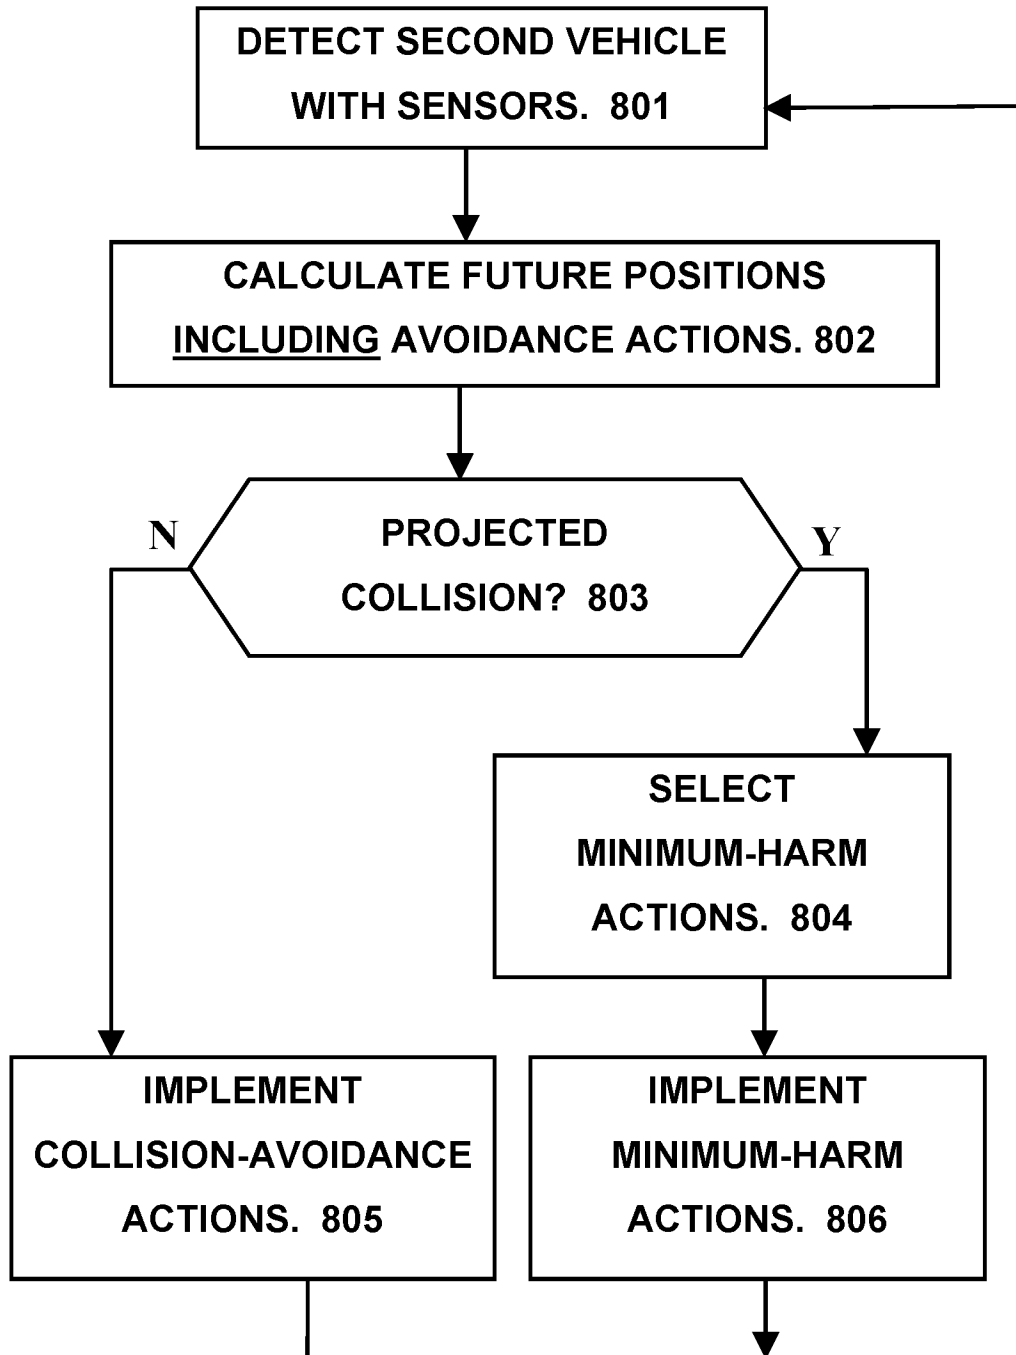 DETECT SECOND VEHICLE
WITH SENSORS. 801
CALCULATE FUTURE POSITIONS
INCLUDING AVOIDANCE ACTIONS. 802
N
PROJECTED
COLLISION? 803
Y
SELECT
MINIMUM-HARM
ACTIONS. 804
IMPLEMENT
COLLISION-AVOIDANCE
ACTIONS. 805
IMPLEMENT
MINIMUM-HARM
ACTIONS. 806